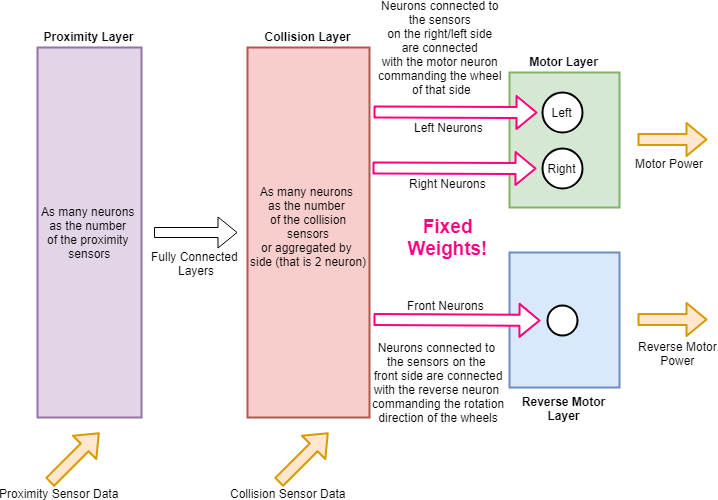 Proximity Layer
As many neurons
as the number
of the proximity
sensors
Proximity Sensor Data
Fully Connected
Layers
Collision Layer
As many neurons
as the number
of the collision
sensors
or aggregated by
side (that is 2 neuron)
Collision Sensor Data
Neurons connected to
the sensors
on the right/left side
are connected
with the motor neuron
commanding the wheel
of that side
Left Neurons
Right Neurons
Fixed
Weights!
Front Neurons
Neurons connected to
the sensors on the
front side are connected
with the reverse neuron
commanding the rotation
direction of the wheels
Motor Layer
Left
Right
Motor Power
Reverse Motor
Layer
Reverse Motor
Power